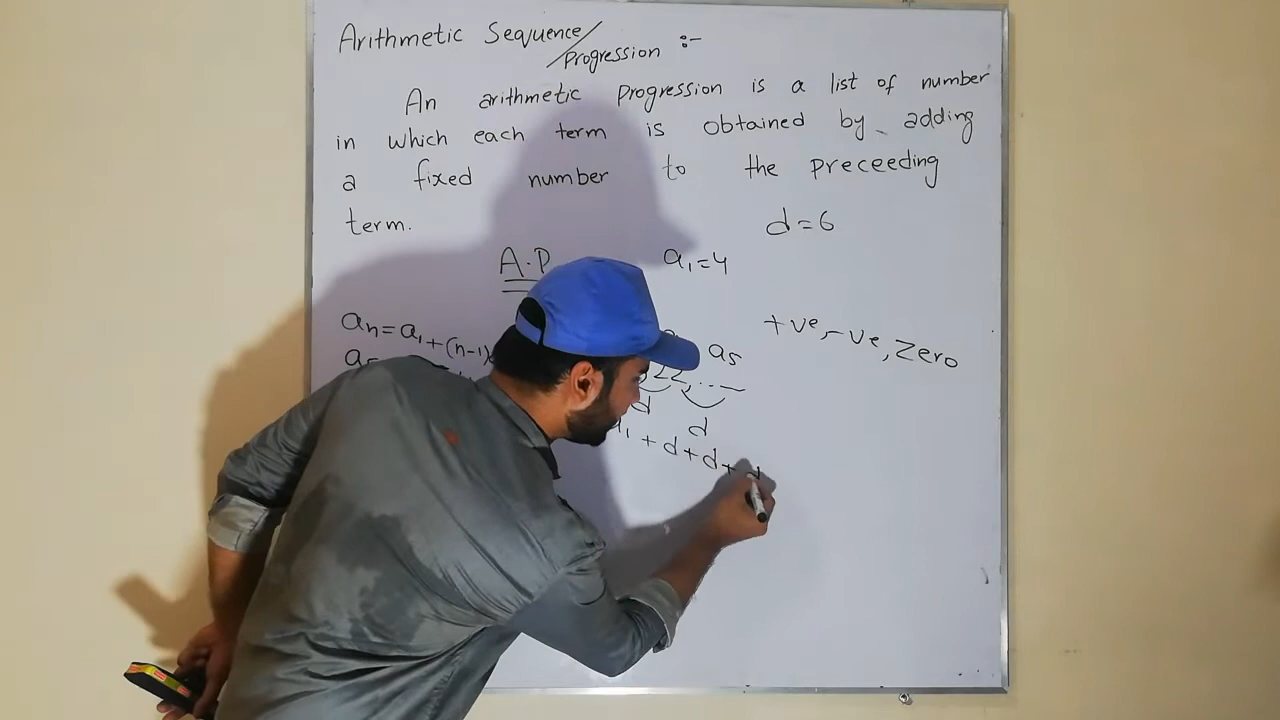 Arithmetic Sequence/
Progression :-
An arithmetic Progression is a list of number
in which each term is obtained by adding
a fixed number to the preceeding
term.
d=6
A.P
a₁=4
+ve, -ve, Zero
aₙ=a₁+(n-1)
a₅
22, ...
d
d
+d+d+d